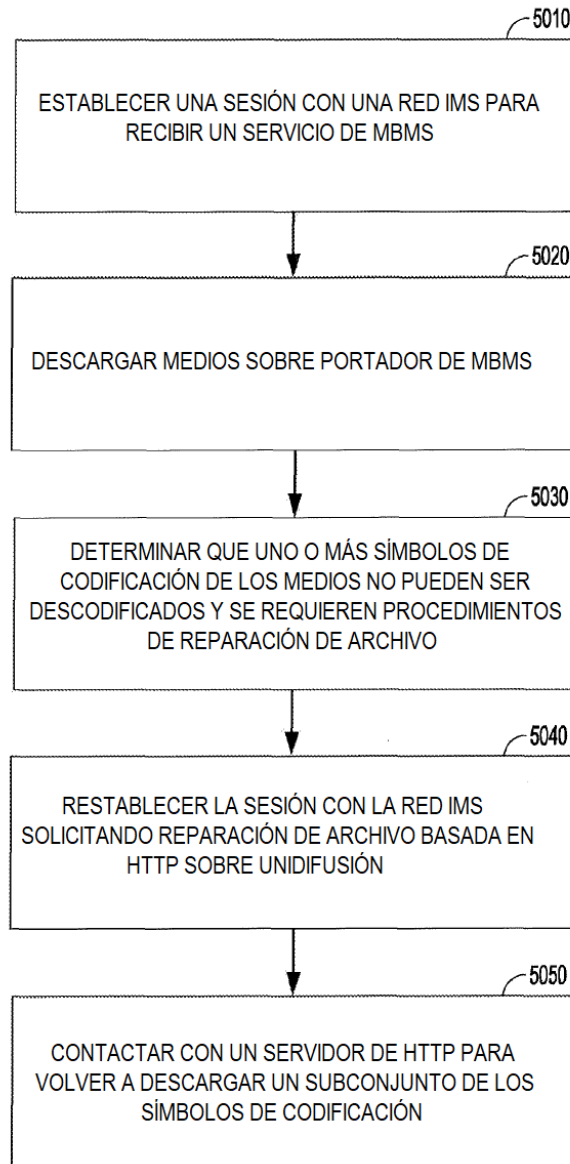 5010
ESTABLECER UNA SESIÓN CON UNA RED IMS PARA
RECIBIR UN SERVICIO DE MBMS
5020
DESCARGAR MEDIOS SOBRE PORTADOR DE MBMS
5030
DETERMINAR QUE UNO O MÁS SÍMBOLOS DE
CODIFICACIÓN DE LOS MEDIOS NO PUEDEN SER
DESCODIFICADOS Y SE REQUIEREN PROCEDIMIENTOS
DE REPARACIÓN DE ARCHIVO
5040
RESTABLECER LA SESIÓN CON LA RED IMS
SOLICITANDO REPARACIÓN DE ARCHIVO BASADA EN
HTTP SOBRE UNIDIFUSIÓN
5050
CONTACTAR CON UN SERVIDOR DE HTTP PARA
VOLVER A DESCARGAR UN SUBCONJUNTO DE LOS
SÍMBOLOS DE CODIFICACIÓN